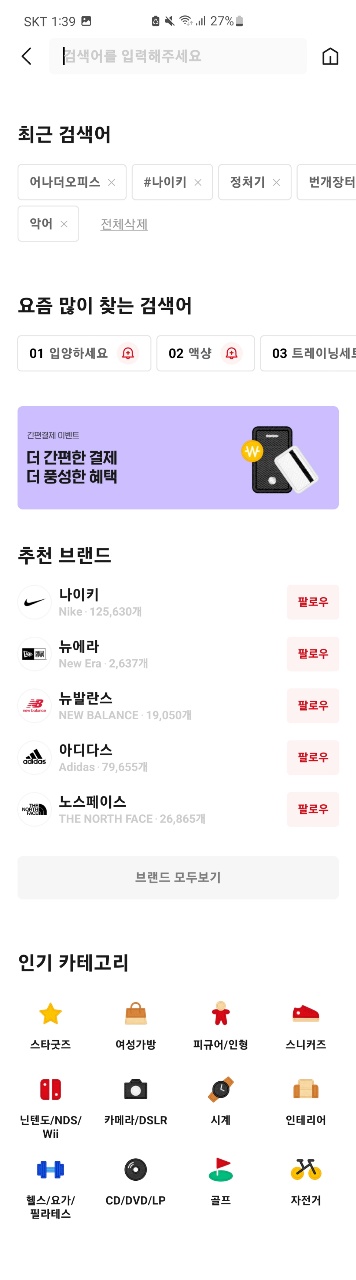 SKT 1:39 27%
검색어를 입력해주세요
최근 검색어
어나더오피스 × #나이키 × 정처기 × 번개장터
악어 × 전체삭제
요즘 많이 찾는 검색어
01 입양하세요 02 액샹 03 트레이닝세트
간편결제 이벤트
더 간편한 결제
더 풍성한 혜택
추천 브랜드
나이키
Nike · 125,630개
팔로우
뉴에라
New Era · 2,637개
팔로우
뉴발란스
NEW BALANCE · 19,050개
팔로우
아디다스
Adidas · 79,655개
팔로우
노스페이스
THE NORTH FACE · 26,865개
팔로우
브랜드 모두보기
인기 카테고리
스타굿즈 여성가방 피규어/인형 스니커즈
닌텐도/NDS/
Wii
카메라/DSLR 시계 인테리어
헬스/요가/
필라테스
CD/DVD/LP 골프 자전거